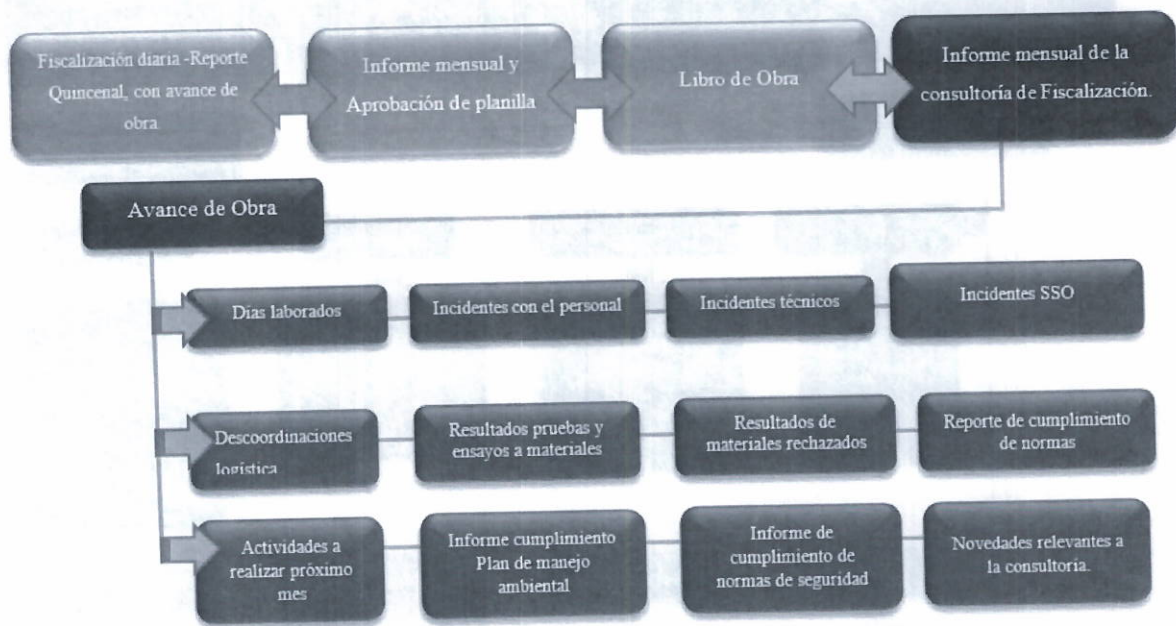 Fiscalización diaria -Reporte
Quincenal, con avance de
obra
Informe mensual y
Aprobación de planilla
Libro de Obra
Informe mensual de la
consultoría de Fiscalización.
Avance de Obra
Días laborados
Incidentes con el personal
Incidentes técnicos
Incidentes SSO
Descoordinaciones
logística
Resultados pruebas y
ensayos a materiales
Resultados de
materiales rechazados
Reporte de cumplimiento
de normas
Actividades a
realizar próximo
mes
Informe cumplimiento
Plan de manejo
ambiental
Informe de
cumplimiento de
normas de seguridad
Novedades relevantes a
la consultoría.